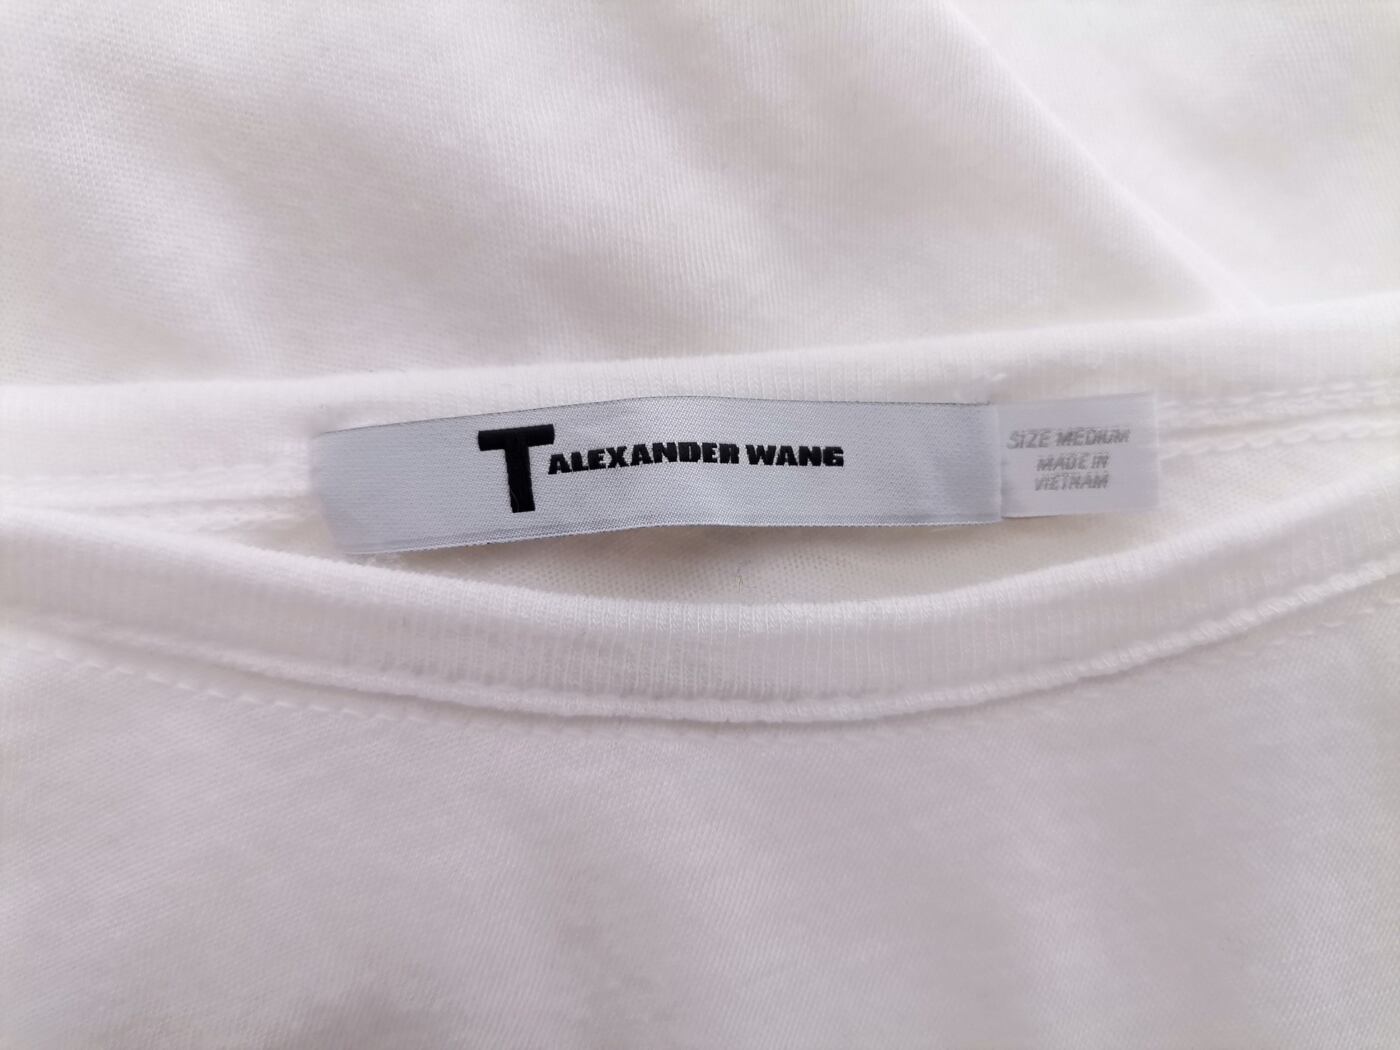 T ALEXANDER WANG
SIZE MEDIUM
MADE IN
VIETNAM